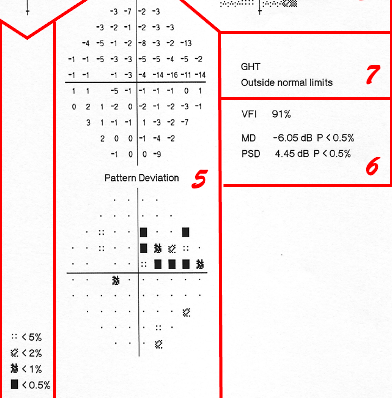 -3 -7 -2 -3
-2 -3 -2 -3 -3
-4 -5 -1 -2 -8 -3 -2 -13
-1 -1 -5 -3 -2 -3 -5 -4 -5 -2
-1 -1 -1 -3 -4 -14 -16 -11 -14
1 1 -5 -1 -1 -1 -1 0 1
0 2 1 -2 0 -2 -1 -2 -3 -1
3 1 -1 -1 1 -3 -2 -7
2 0 0 -1 -4 -2
-1 0 0 -9
Pattern Deviation
5
:: < 5%
< 2%
< 1%
< 0.5%
GHT
Outside normal limits
7
VFI 91%
MD -6.05 dB P < 0.5%
PSD 4.45 dB P < 0.5%
6